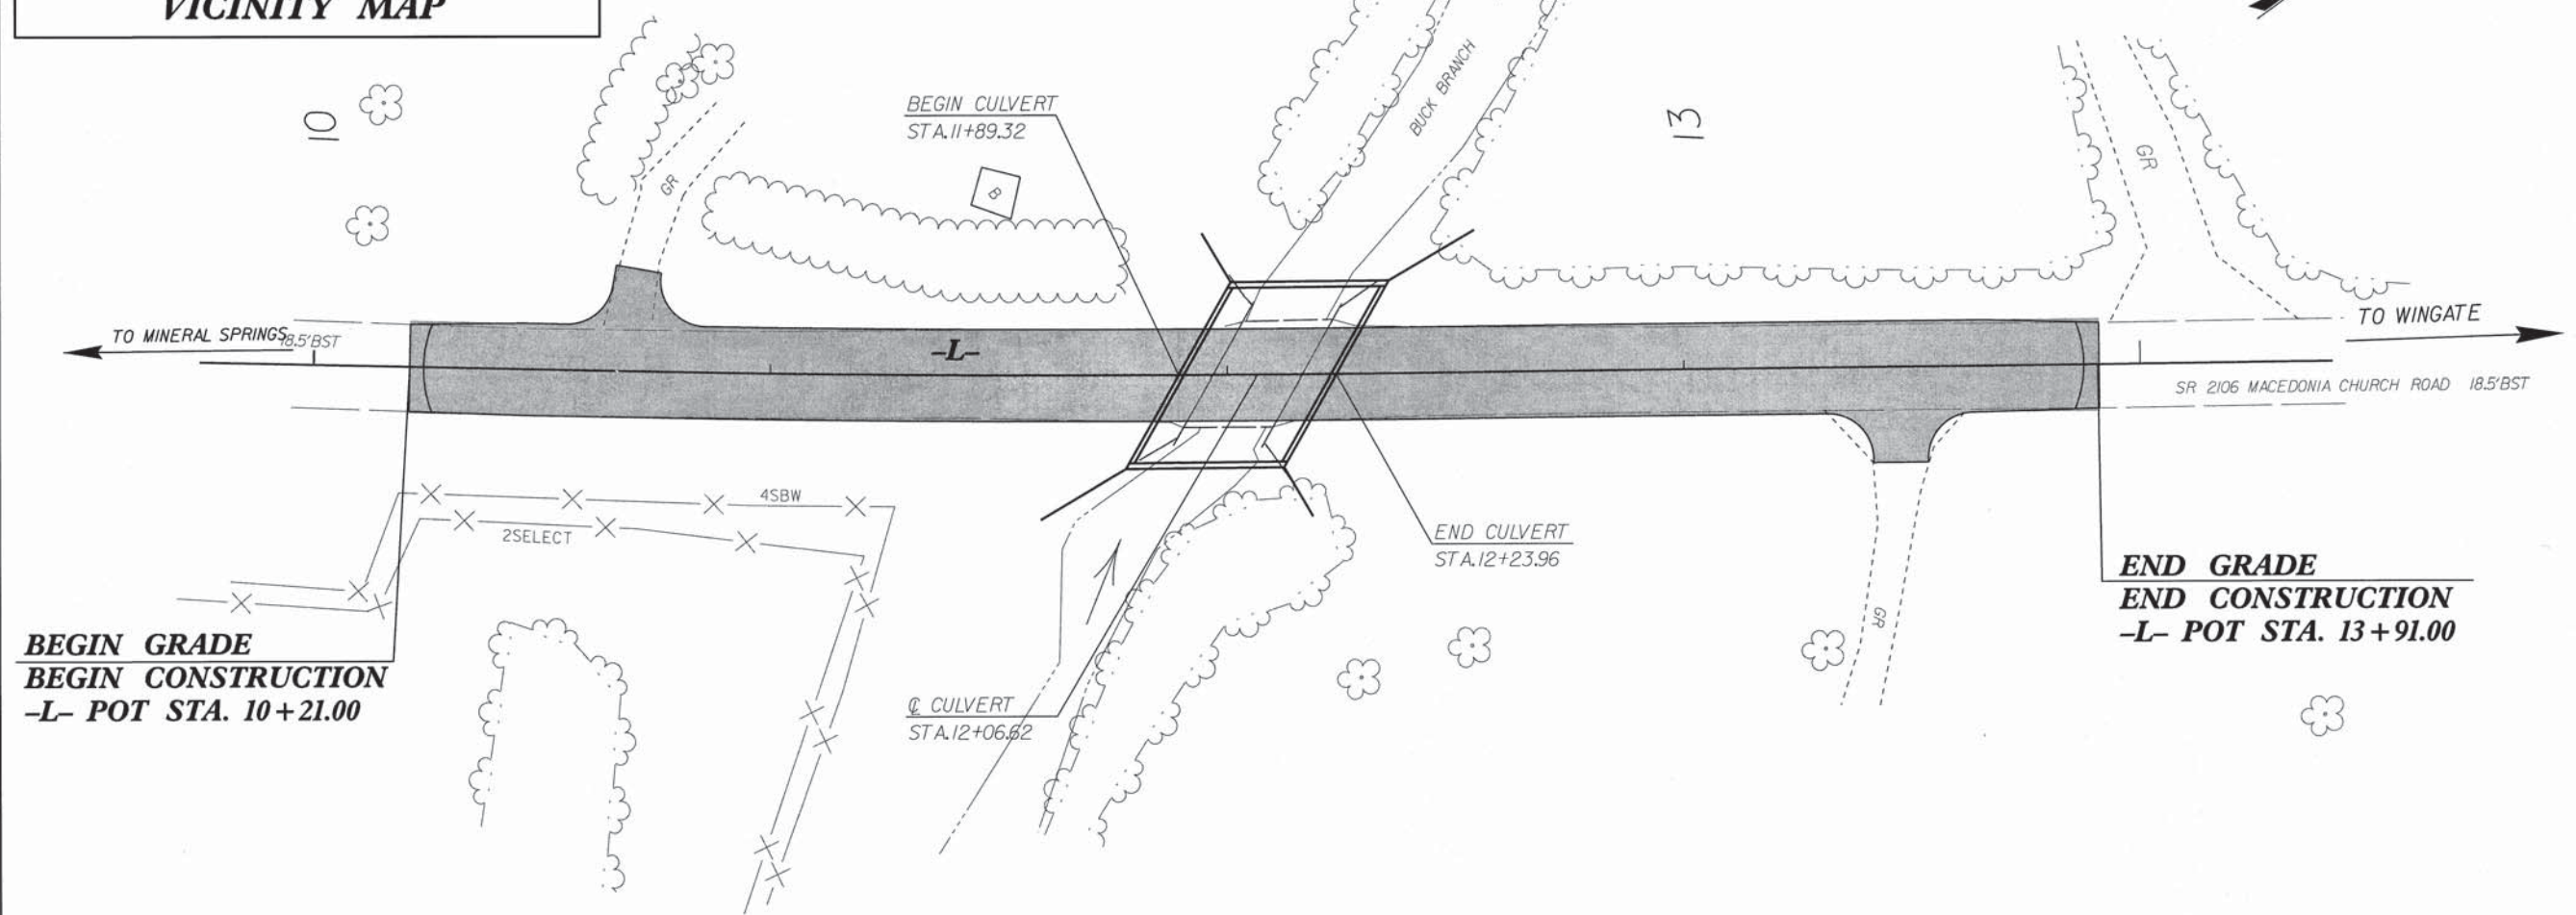 VICINITY MAP
10
GR
BEGIN CULVERT
STA.11+89.32
B
BUCK BRANCH
13
GR
TO MINERAL SPRINGS
18.5'BST
-L-
TO WINGATE
SR 2106 MACEDONIA CHURCH ROAD 18.5'BST
4SBW
2SELECT
END CULVERT
STA.12+23.96
BEGIN GRADE
BEGIN CONSTRUCTION
-L- POT STA. 10+21.00
℄ CULVERT
STA.12+06.62
GR
END GRADE
END CONSTRUCTION
-L- POT STA. 13+91.00